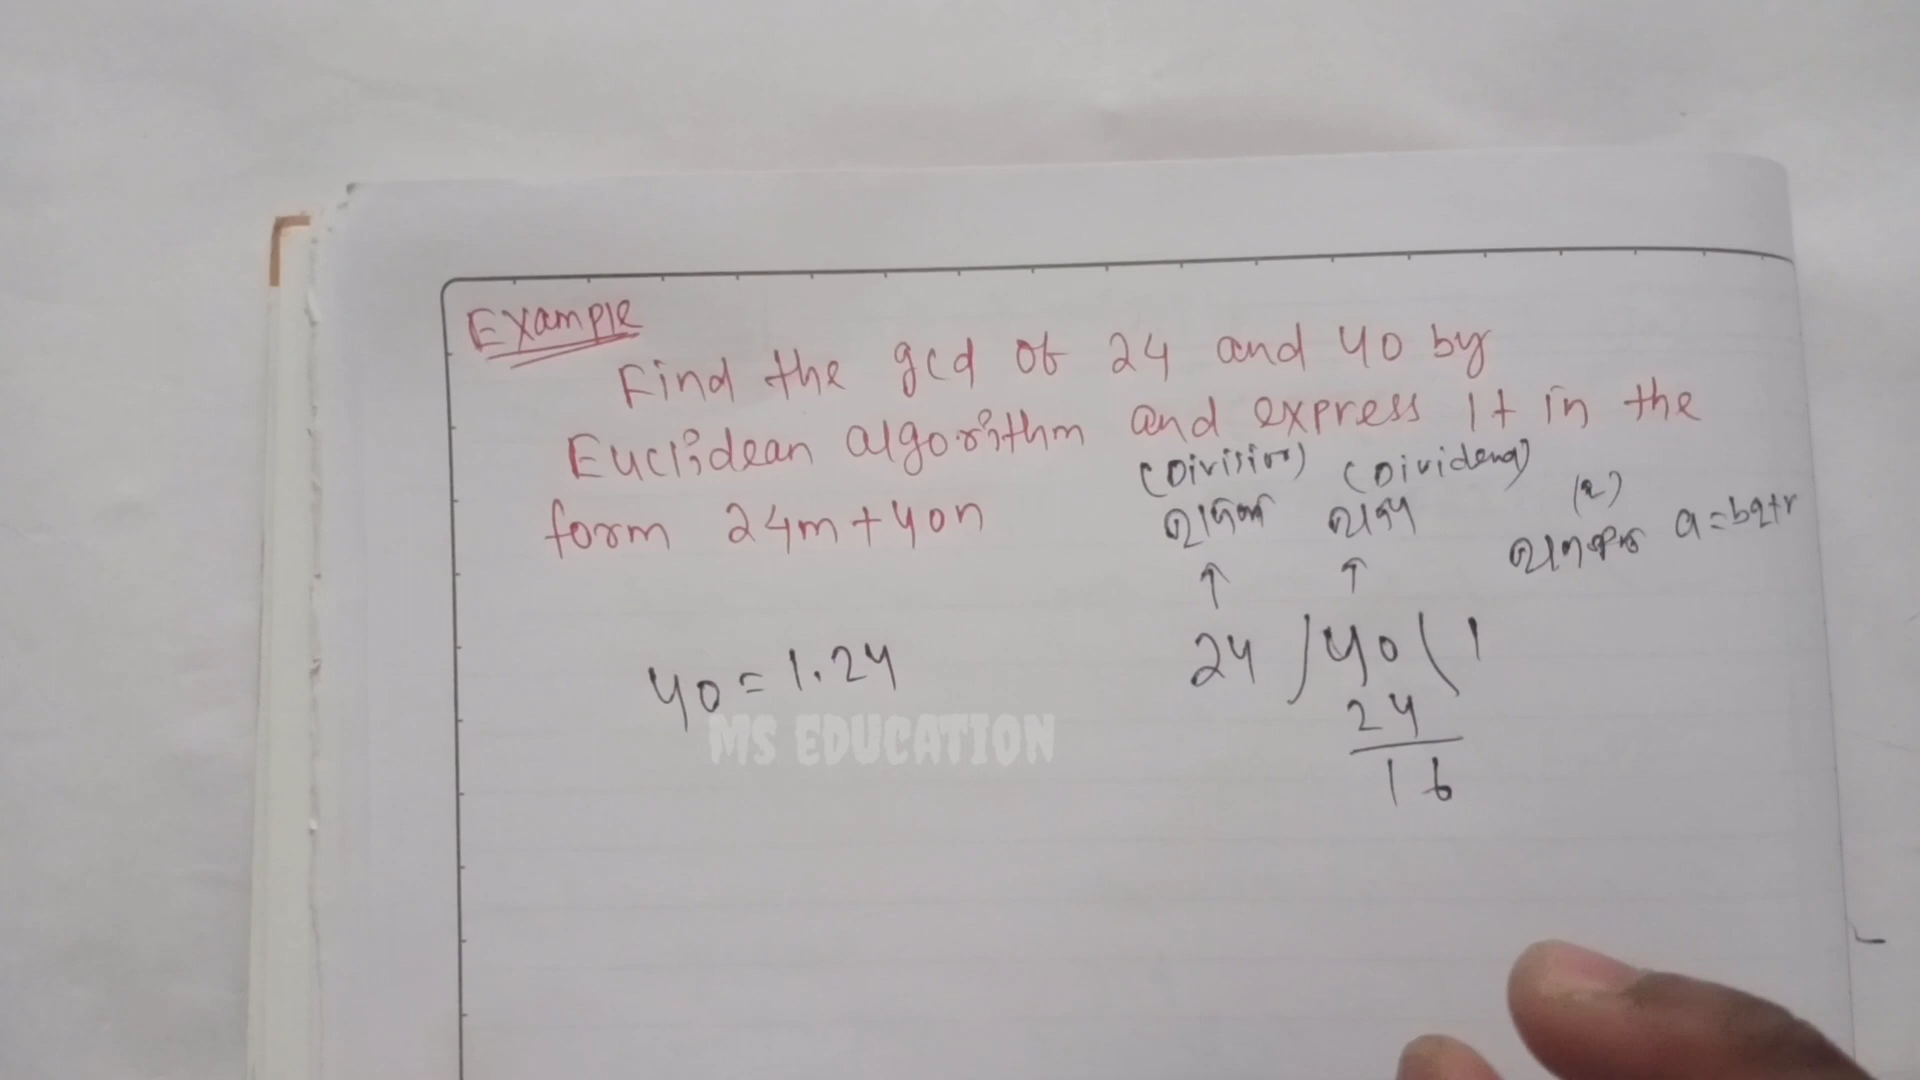 Example
Find the gcd of 24 and 40 by
Euclidean algorithm and express it in the
form 24m+40n
(Division) (Dividend)
ભાજક ભાજ્ય
(q)
a=bq+r
↑ ↑
40=1.24
24 ) 40 ( 1
24
16
MS EDUCATION